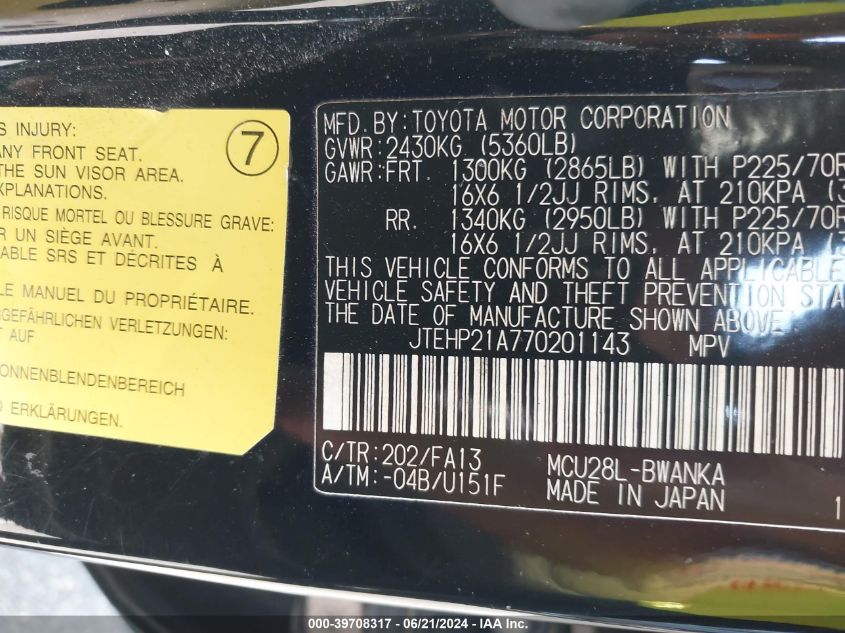 S INJURY:
ANY FRONT SEAT.
THE SUN VISOR AREA.
EXPLANATIONS.
RISQUE MORTEL OU BLESSURE GRAVE:
R UN SIÈGE AVANT.
ABLE SRS ET DÉCRITES À
LE MANUEL DU PROPRIÉTAIRE.
SGEFÄHRLICHEN VERLETZUNGEN:
T AUF
ONNENBLENDENBEREICH
D ERKLÄRUNGEN.
7
MFD. BY: TOYOTA MOTOR CORPORATION
GVWR: 2430KG (5360LB)
GAWR: FRT. 1300KG (2865LB) WITH P225/70R
16X6 1/2JJ RIMS, AT 210KPA (3
RR. 1340KG (2950LB) WITH P225/70R
16X6 1/2JJ RIMS, AT 210KPA (3
THIS VEHICLE CONFORMS TO ALL APPLICABLE
VEHICLE SAFETY AND THEFT PREVENTION STA
THE DATE OF MANUFACTURE SHOWN ABOVE.
JTEHP21A770201143 MPV
C/TR: 202/FA13 MCU28L-BWANKA
A/TM: -04B/U151F MADE IN JAPAN 1
000-39708317 - 06/21/2024 - IAA Inc.